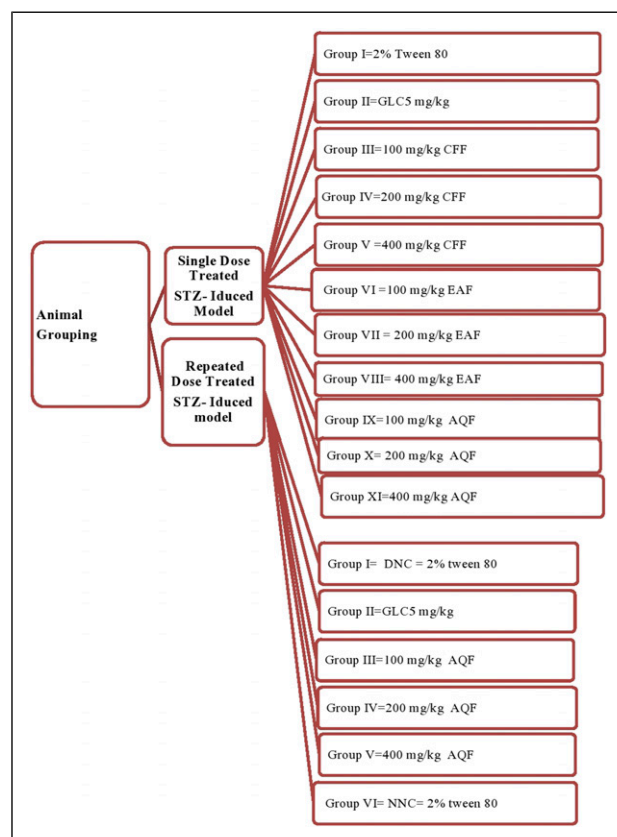 Animal
Grouping
Single Dose
Treated
STZ- Iduced
Model
Repeated
Dose Treated
STZ- Iduced
model
Group I=2% Tween 80
Group II=GLC5 mg/kg
Group III=100 mg/kg CFF
Group IV=200 mg/kg CFF
Group V =400 mg/kg CFF
Group VI =100 mg/kg EAF
Group VII = 200 mg/kg EAF
Group VIII= 400 mg/kg EAF
Group IX=100 mg/kg AQF
Group X= 200 mg/kg AQF
Group XI=400 mg/kg AQF
Group I= DNC = 2% tween 80
Group II=GLC5 mg/kg
Group III=100 mg/kg AQF
Group IV=200 mg/kg AQF
Group V=400 mg/kg AQF
Group VI= NNC= 2% tween 80